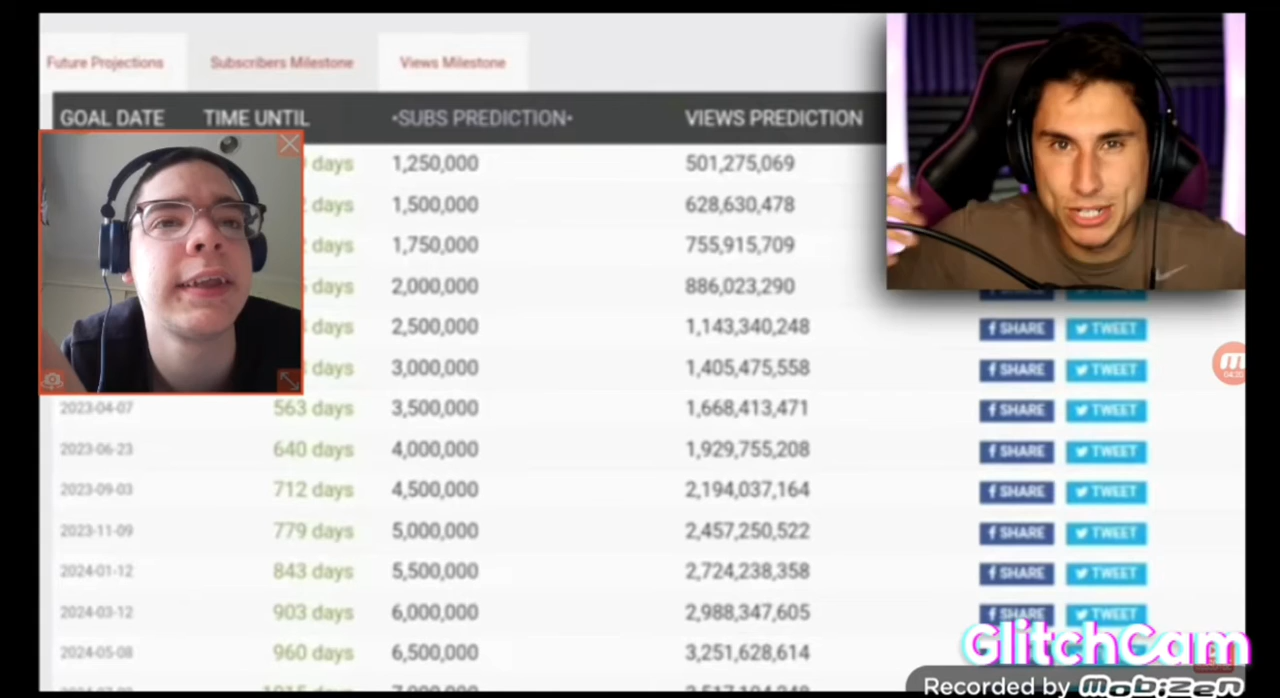 Future Projections Subscribers Milestone Views Milestone
GOAL DATE TIME UNTIL •SUBS PREDICTION• VIEWS PREDICTION
days 1,250,000 501,275,069
days 1,500,000 628,630,478
days 1,750,000 755,915,709
days 2,000,000 886,023,290
days 2,500,000 1,143,340,248 SHARE TWEET
days 3,000,000 1,405,475,558 SHARE TWEET
2023-04-07 563 days 3,500,000 1,668,413,471 SHARE TWEET
2023-06-23 640 days 4,000,000 1,929,755,208 SHARE TWEET
2023-09-03 712 days 4,500,000 2,194,037,164 SHARE TWEET
2023-11-09 779 days 5,000,000 2,457,250,522 SHARE TWEET
2024-01-12 843 days 5,500,000 2,724,238,358 SHARE TWEET
2024-03-12 903 days 6,000,000 2,988,347,605 SHARE TWEET
2024-05-08 960 days 6,500,000 3,251,628,614
GlitchCam
Recorded by mobizen